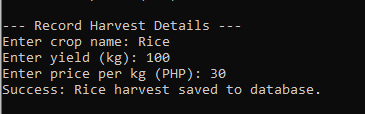 --- Record Harvest Details ---
Enter crop name: Rice
Enter yield (kg): 100
Enter price per kg (PHP): 30
Success: Rice harvest saved to database.